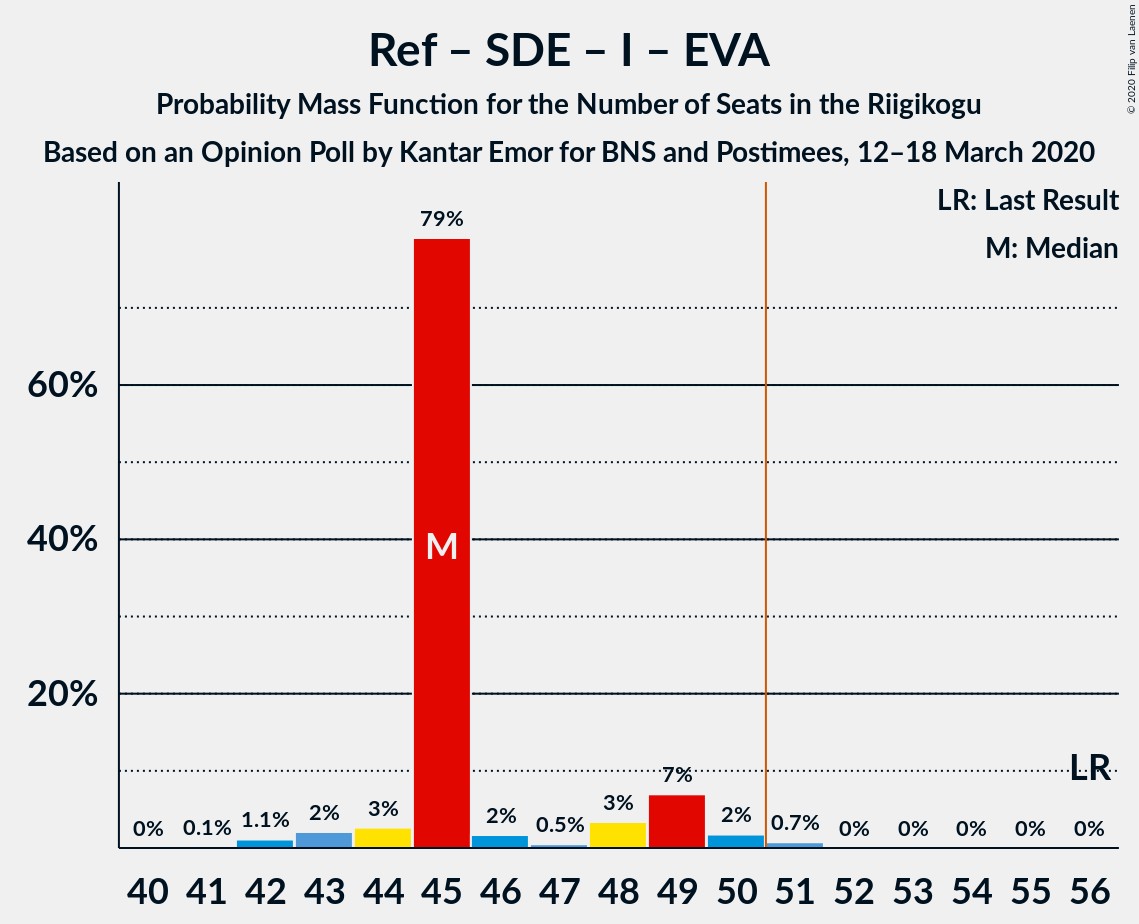 Ref – SDE – I – EVA
Probability Mass Function for the Number of Seats in the Riigikogu
Based on an Opinion Poll by Kantar Emor for BNS and Postimees, 12–18 March 2020
© 2020 Filip van Laenen
LR: Last Result
M: Median
79%
60%
M
40%
20%
LR
0% 0.1% 1.1% 2% 3% 2% 0.5% 3% 7% 2% 0.7% 0% 0% 0% 0% 0%
40 41 42 43 44 45 46 47 48 49 50 51 52 53 54 55 56